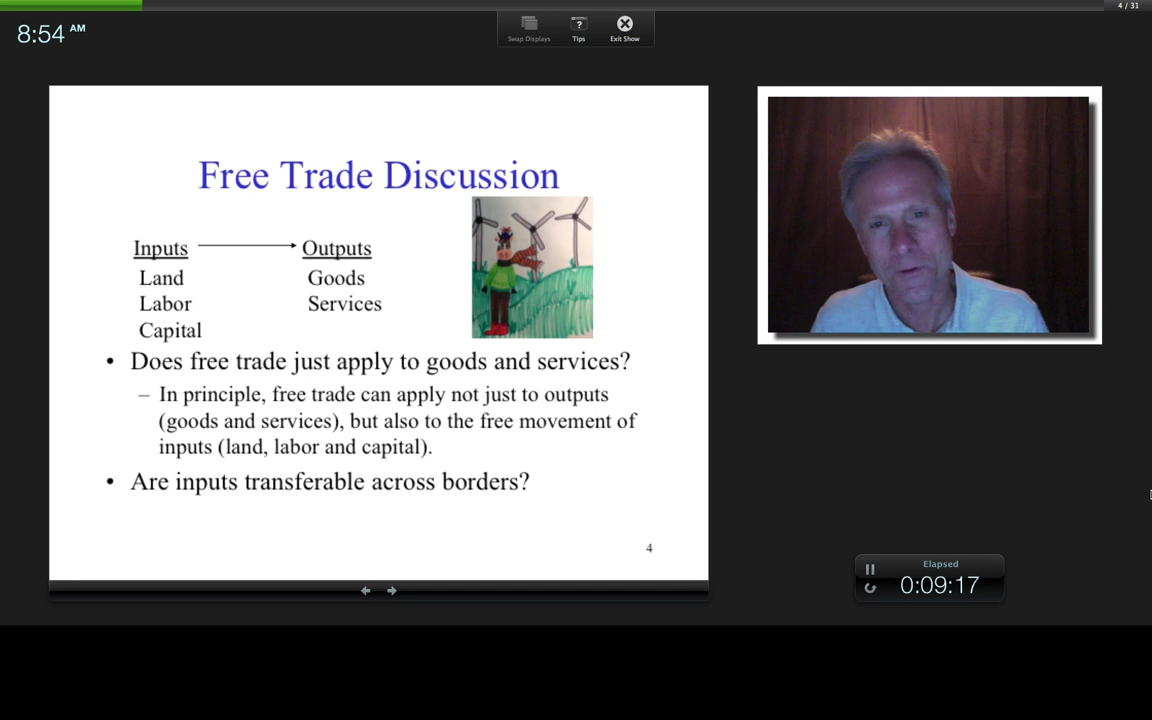 4 / 31
8:54 AM
Swap Displays
Tips
Exit Show
Free Trade Discussion
Inputs
Outputs
Land
Goods
Labor
Services
Capital
• Does free trade just apply to goods and services?
– In principle, free trade can apply not just to outputs
(goods and services), but also to the free movement of
inputs (land, labor and capital).
• Are inputs transferable across borders?
4
Elapsed
0:09:17